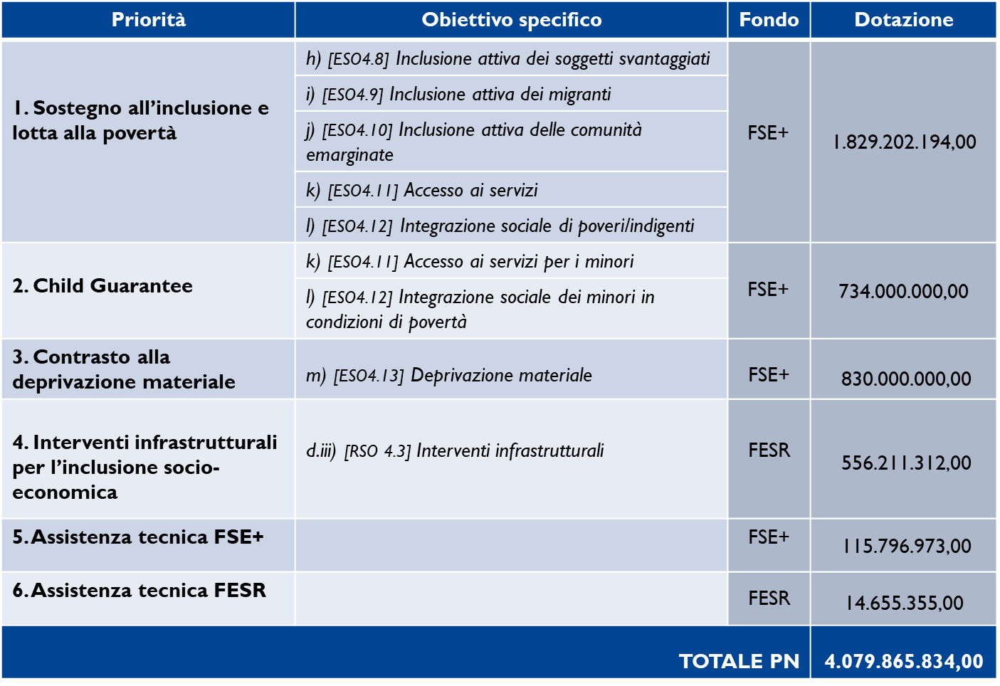 Priorità
Obiettivo specifico
Fondo
Dotazione
1. Sostegno all’inclusione e
lotta alla povertà
h) [ESO4.8] Inclusione attiva dei soggetti svantaggiati
i) [ESO4.9] Inclusione attiva dei migranti
j) [ESO4.10] Inclusione attiva delle comunità
emarginate
k) [ESO4.11] Accesso ai servizi
l) [ESO4.12] Integrazione sociale di poveri/indigenti
FSE+
1.829.202.194,00
2. Child Guarantee
k) [ESO4.11] Accesso ai servizi per i minori
l) [ESO4.12] Integrazione sociale dei minori in
condizioni di povertà
FSE+
734.000.000,00
3. Contrasto alla
deprivazione materiale
m) [ESO4.13] Deprivazione materiale
FSE+
830.000.000,00
4. Interventi infrastrutturali
per l’inclusione socio-
economica
d.iii) [RSO 4.3] Interventi infrastrutturali
FESR
556.211.312,00
5. Assistenza tecnica FSE+
FSE+
115.796.973,00
6. Assistenza tecnica FESR
FESR
14.655.355,00
TOTALE PN
4.079.865.834,00